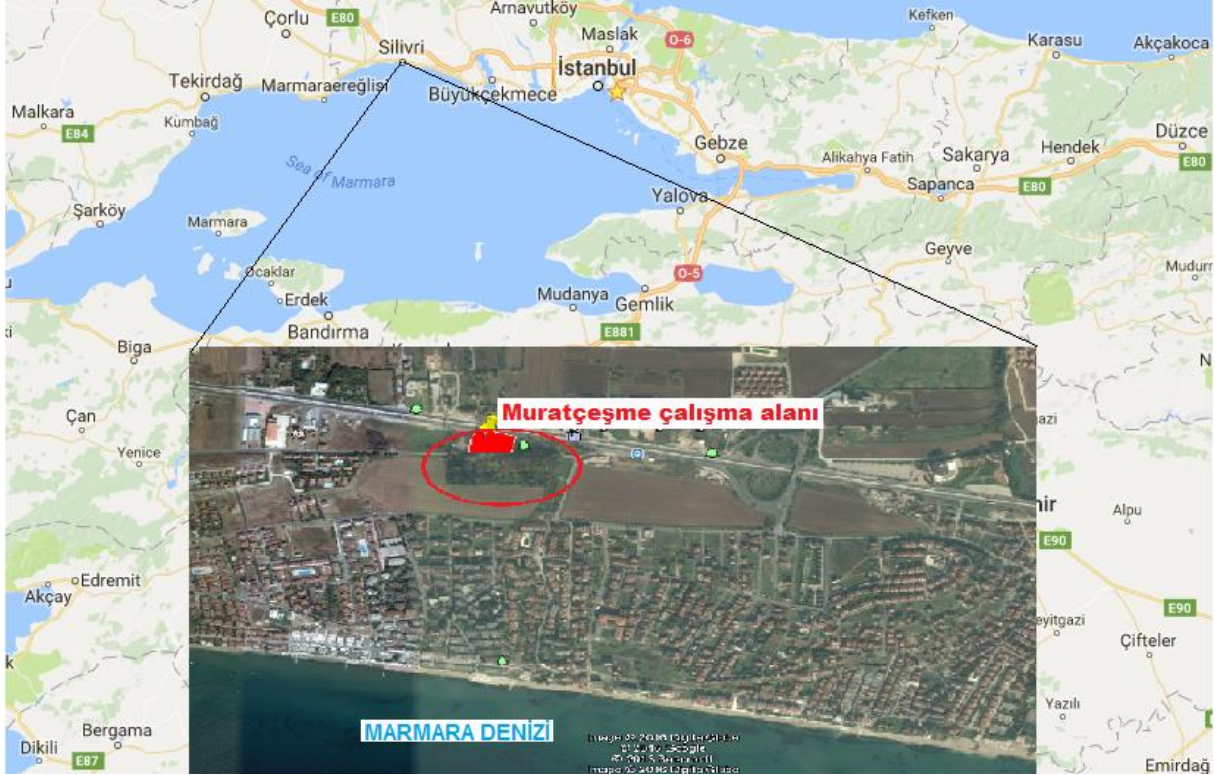 Arnavutköy
Çorlu
E80
Kefken
Maslak
O-6
Karasu
Akçakoca
Silivri
İstanbul
Tekirdağ
Marmaraereğlisi
Büyükçekmece
Malkara
E84
Kumbağ
Gebze
Alikahya Fatih
Sakarya
Hendek
Düzce
E80
Sea of Marmara
Yalova
Sapanca
E80
Şarköy
Marmara
Geyve
Ocaklar
O-5
Erdek
Mudanya
Gemlik
Bandırma
E881
Biga
Muratçeşme çalışma alanı
Çan
Yenice
Alpu
E90
Edremit
Akçay
E90
Çifteler
Yazılı
MARMARA DENİZİ
Bergama
Dikili
E87
Emirdağ